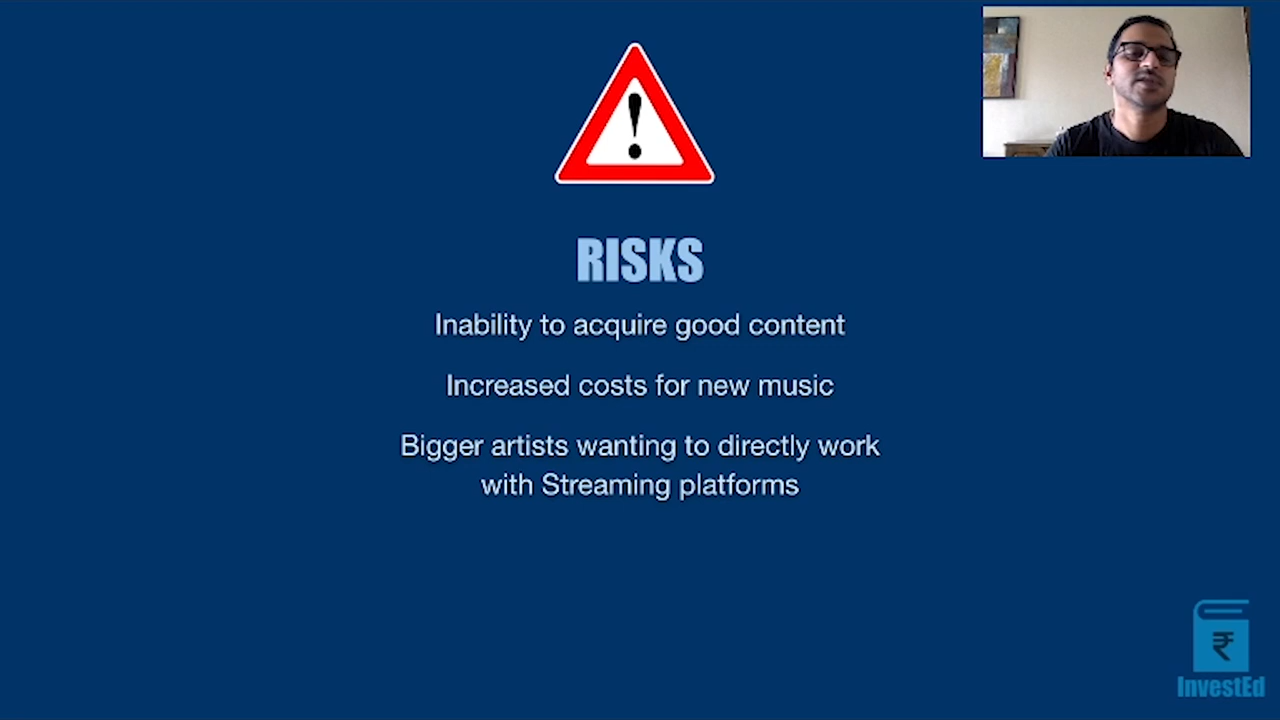 !
RISKS
Inability to acquire good content
Increased costs for new music
Bigger artists wanting to directly work
with Streaming platforms
₹
InvestEd